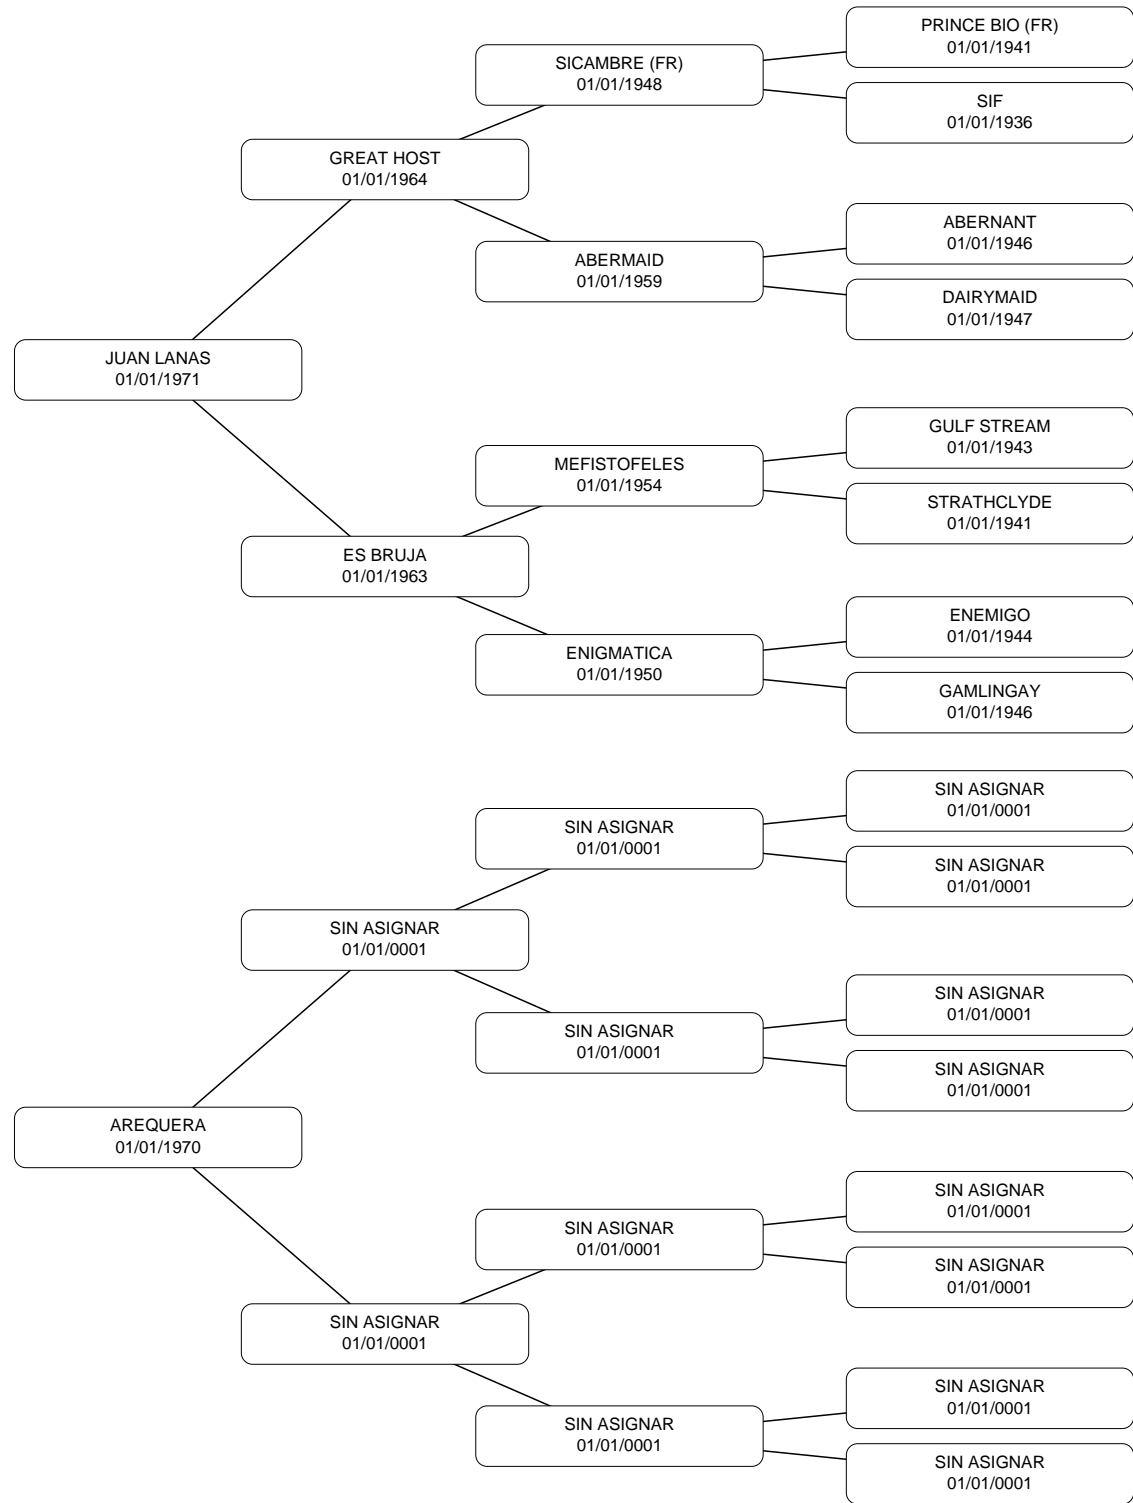 PRINCE BIO (FR)
01/01/1941
SICAMBRE (FR)
01/01/1948
SIF
01/01/1936
GREAT HOST
01/01/1964
ABERNANT
01/01/1946
ABERMAID
01/01/1959
DAIRYMAID
01/01/1947
JUAN LANAS
01/01/1971
GULF STREAM
01/01/1943
MEFISTOFELES
01/01/1954
STRATHCLYDE
01/01/1941
ES BRUJA
01/01/1963
ENEMIGO
01/01/1944
ENIGMATICA
01/01/1950
GAMLINGAY
01/01/1946
SIN ASIGNAR
01/01/0001
SIN ASIGNAR
01/01/0001
SIN ASIGNAR
01/01/0001
SIN ASIGNAR
01/01/0001
SIN ASIGNAR
01/01/0001
SIN ASIGNAR
01/01/0001
SIN ASIGNAR
01/01/0001
AREQUERA
01/01/1970
SIN ASIGNAR
01/01/0001
SIN ASIGNAR
01/01/0001
SIN ASIGNAR
01/01/0001
SIN ASIGNAR
01/01/0001
SIN ASIGNAR
01/01/0001
SIN ASIGNAR
01/01/0001
SIN ASIGNAR
01/01/0001